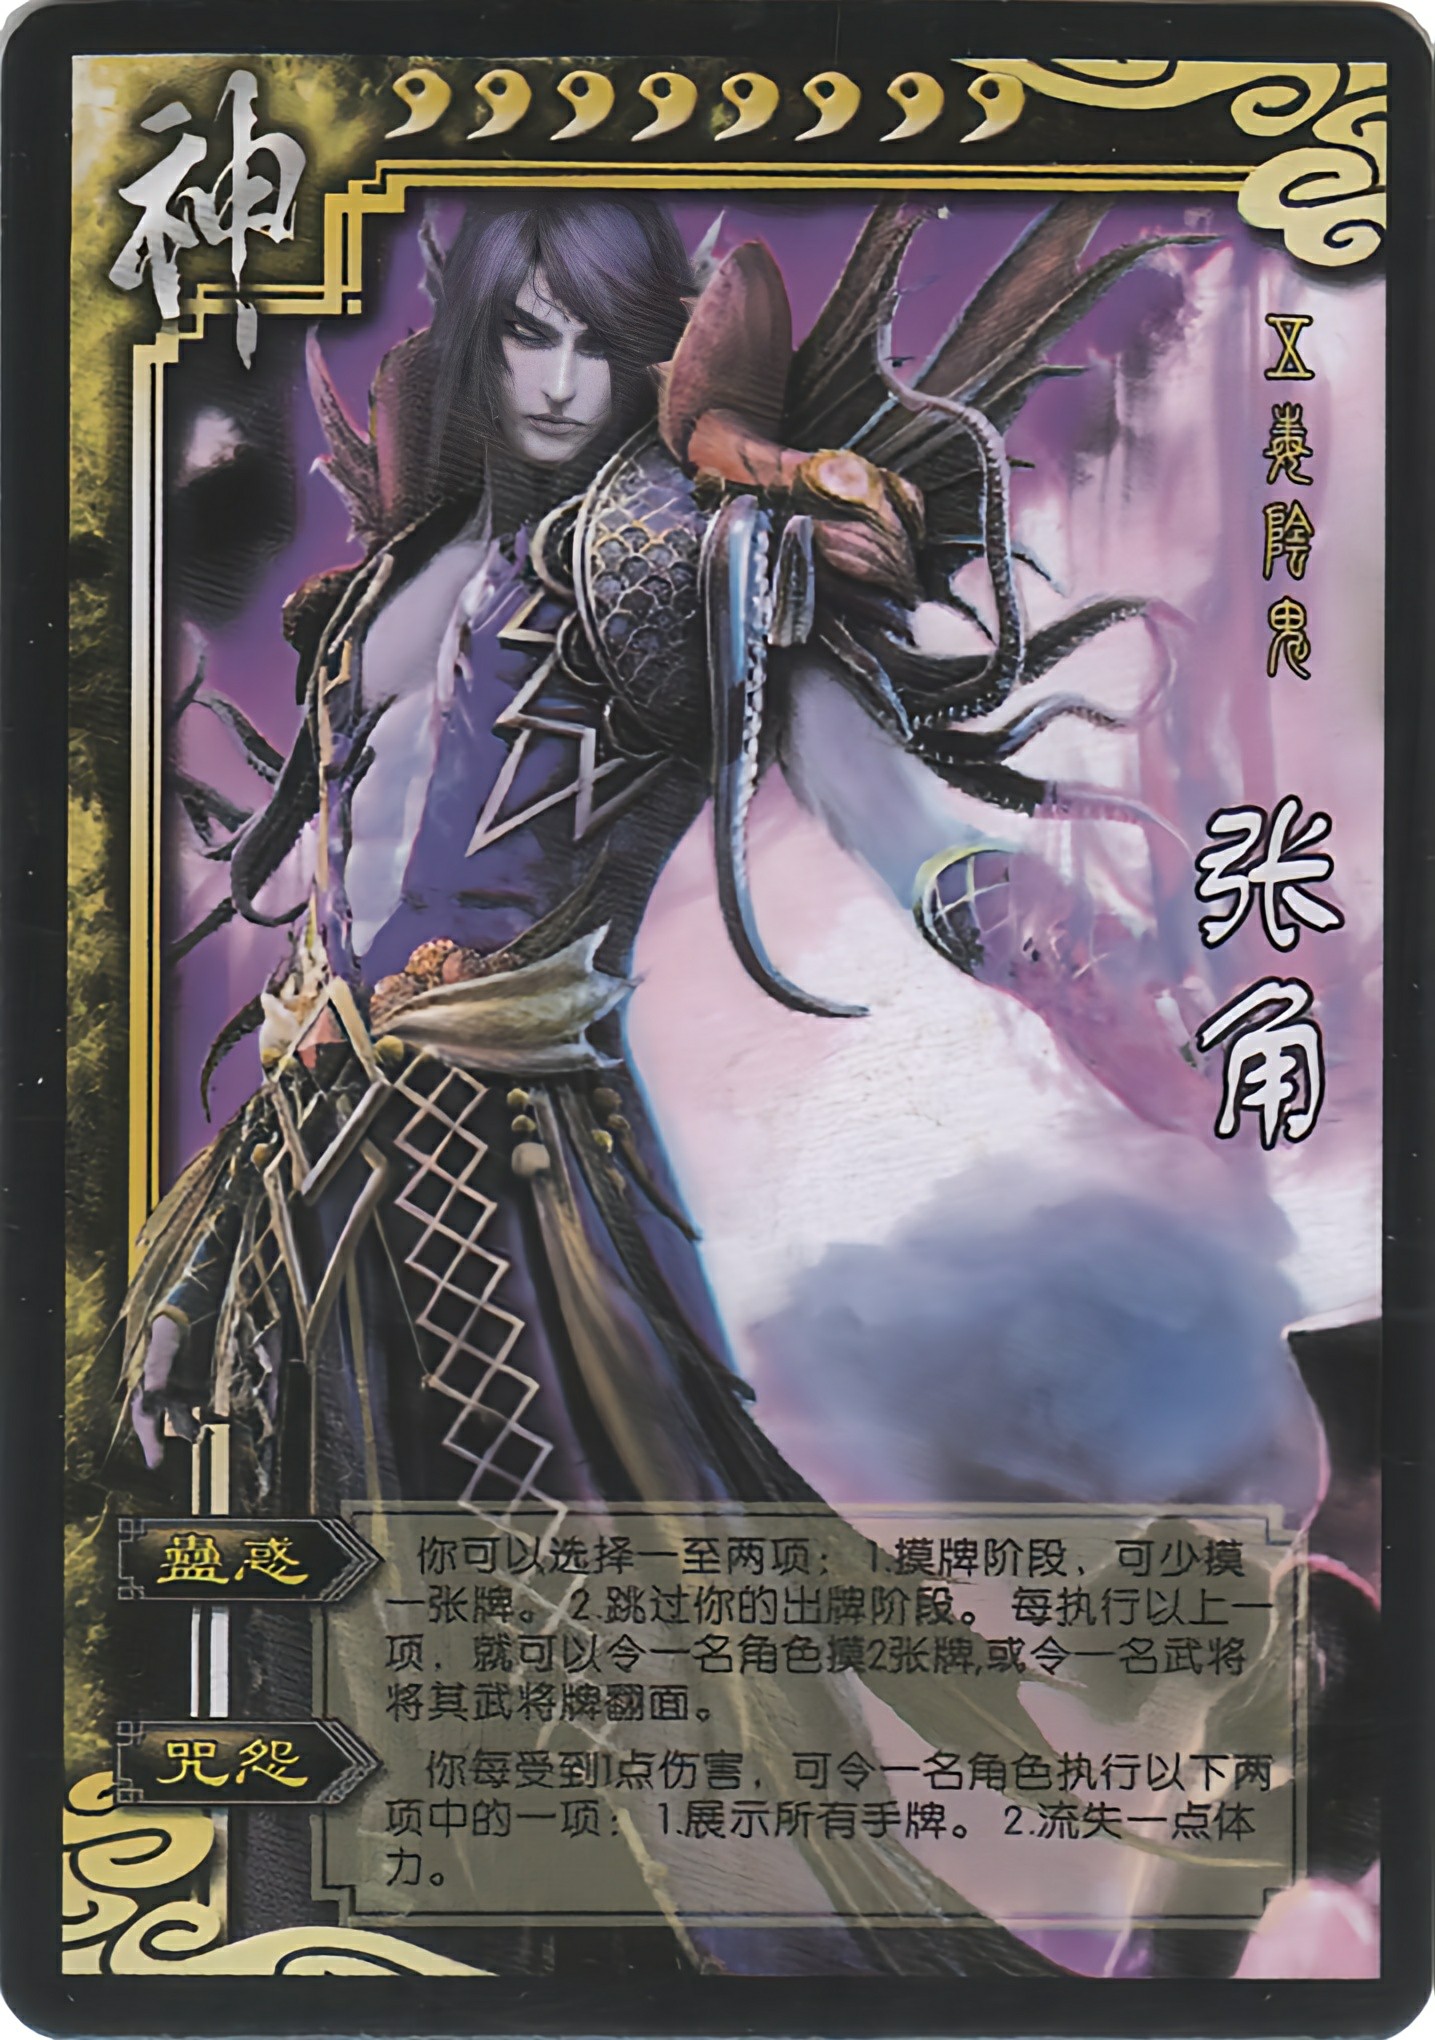 神
五 陰鬼
张角
蛊惑
你可以选择一至两项：1.摸牌阶段，可少摸
一张牌。2.跳过你的出牌阶段。每执行以上一
项，就可以令一名角色摸2张牌,或令一名武将
将其武将牌翻面。
咒怨
你每受到1点伤害，可令一名角色执行以下两
项中的一项：1.展示所有手牌。2.流失一点体
力。